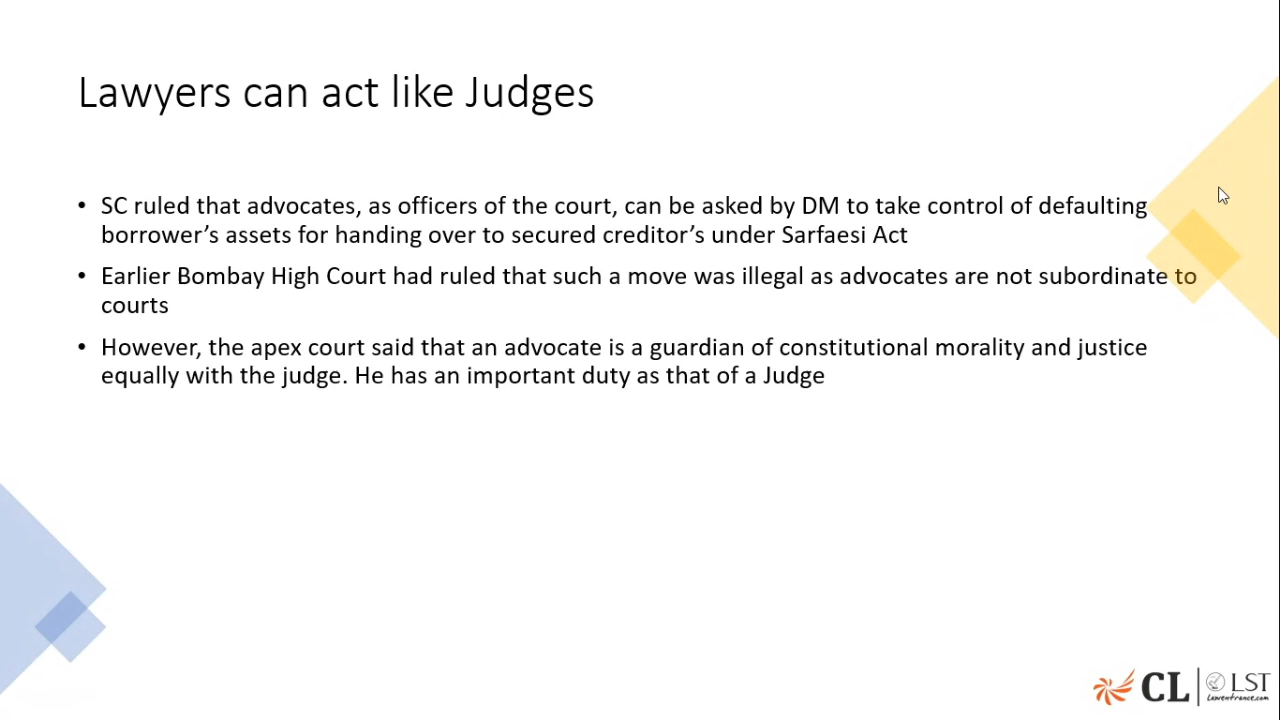 Lawyers can act like Judges
• SC ruled that advocates, as officers of the court, can be asked by DM to take control of defaulting
borrower’s assets for handing over to secured creditor’s under Sarfaesi Act
• Earlier Bombay High Court had ruled that such a move was illegal as advocates are not subordinate to
courts
• However, the apex court said that an advocate is a guardian of constitutional morality and justice
equally with the judge. He has an important duty as that of a Judge
CL LST
Lawentrance.com